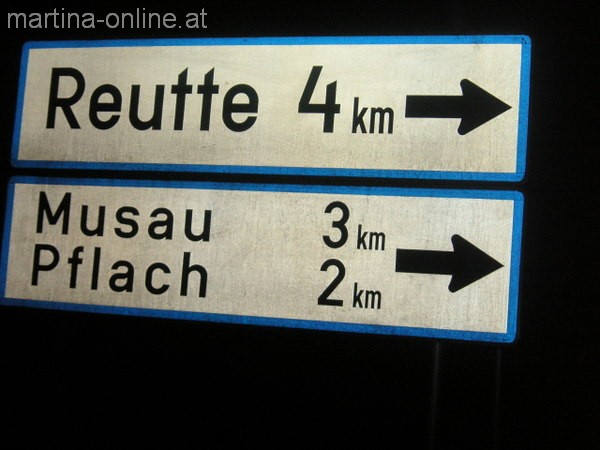 martina-online.at
Reutte 4 km
Musau 3 km
Pflach 2 km